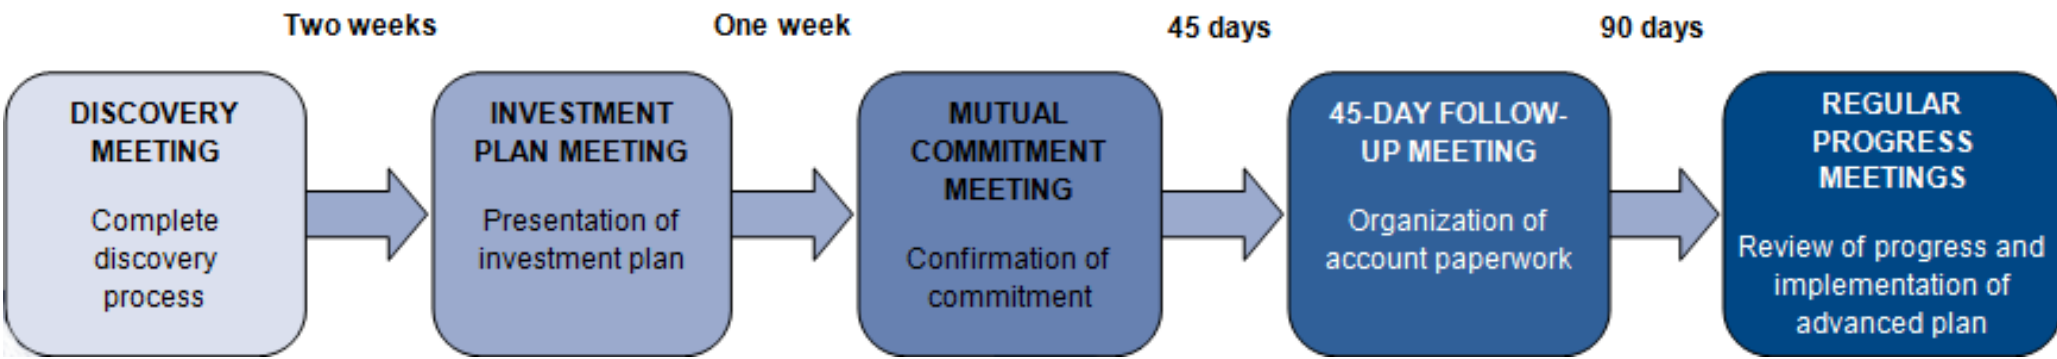 Two weeks
One week
45 days
90 days
DISCOVERY
MEETING
Complete
discovery
process
INVESTMENT
PLAN MEETING
Presentation of
investment plan
MUTUAL
COMMITMENT
MEETING
Confirmation of
commitment
45-DAY FOLLOW-
UP MEETING
Organization of
account paperwork
REGULAR
PROGRESS
MEETINGS
Review of progress and
implementation of
advanced plan